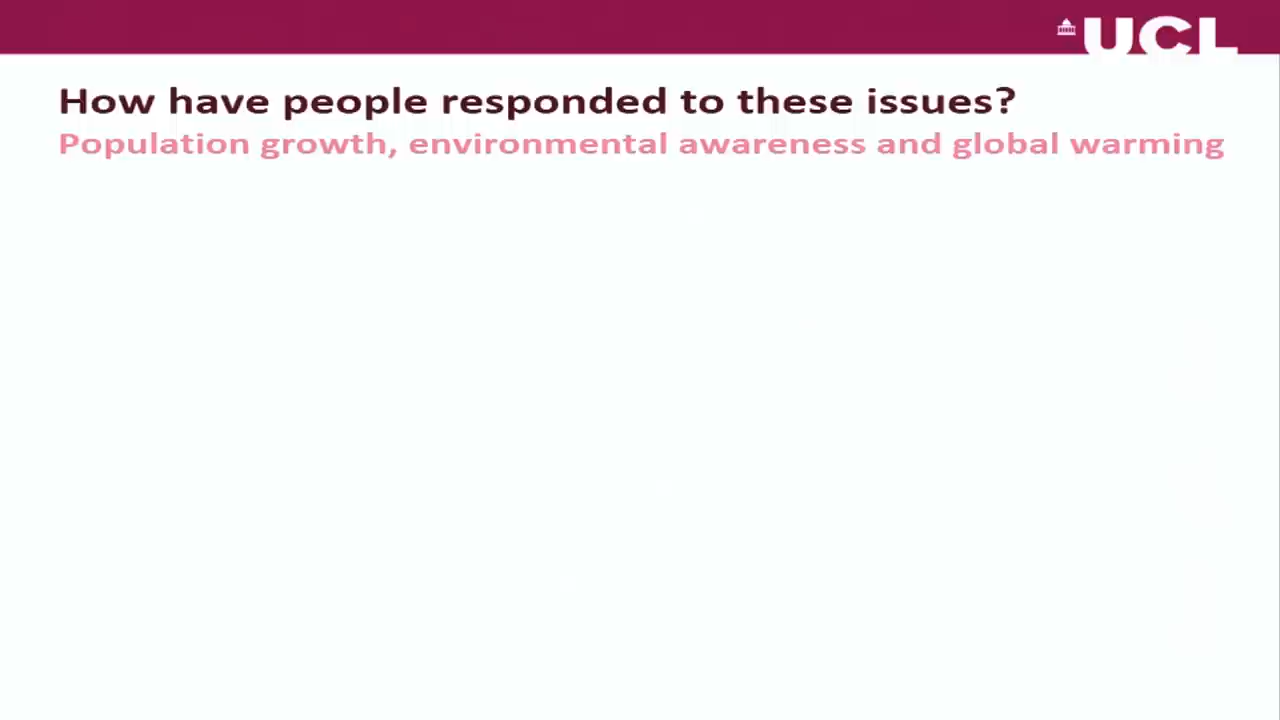 UCL
How have people responded to these issues?
Population growth, environmental awareness and global warming